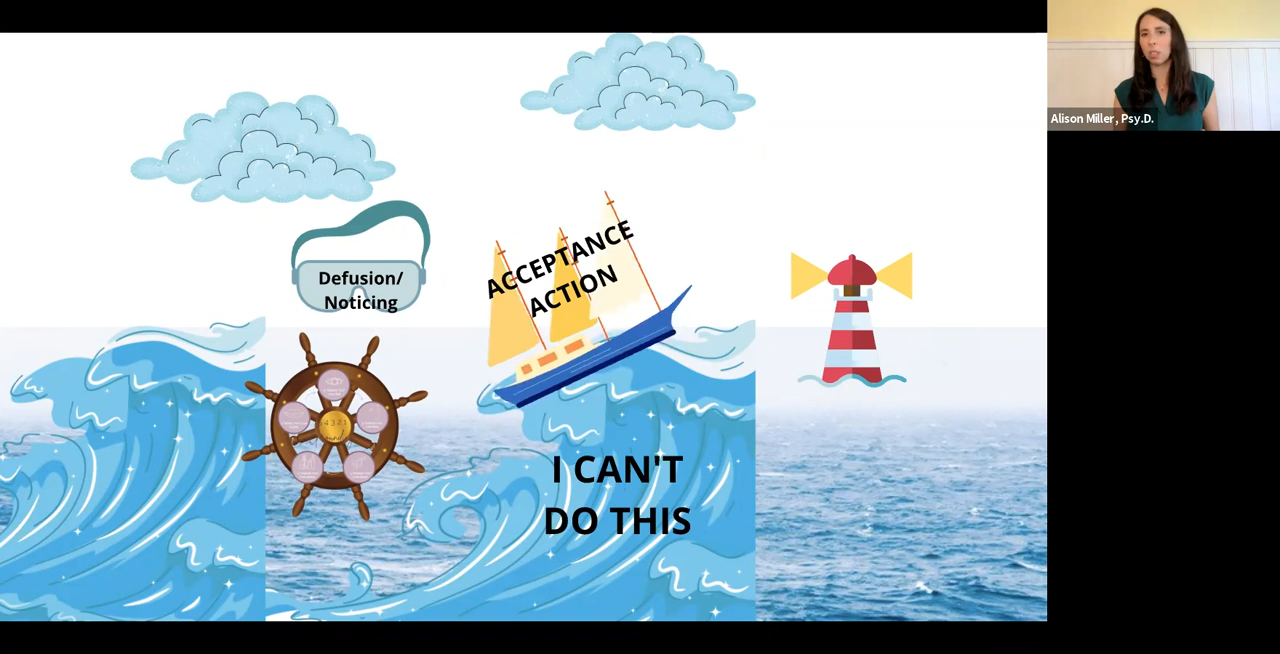 Alison Miller, Psy.D.
Defusion/
Noticing
ACCEPTANCE
ACTION
I CAN'T
DO THIS